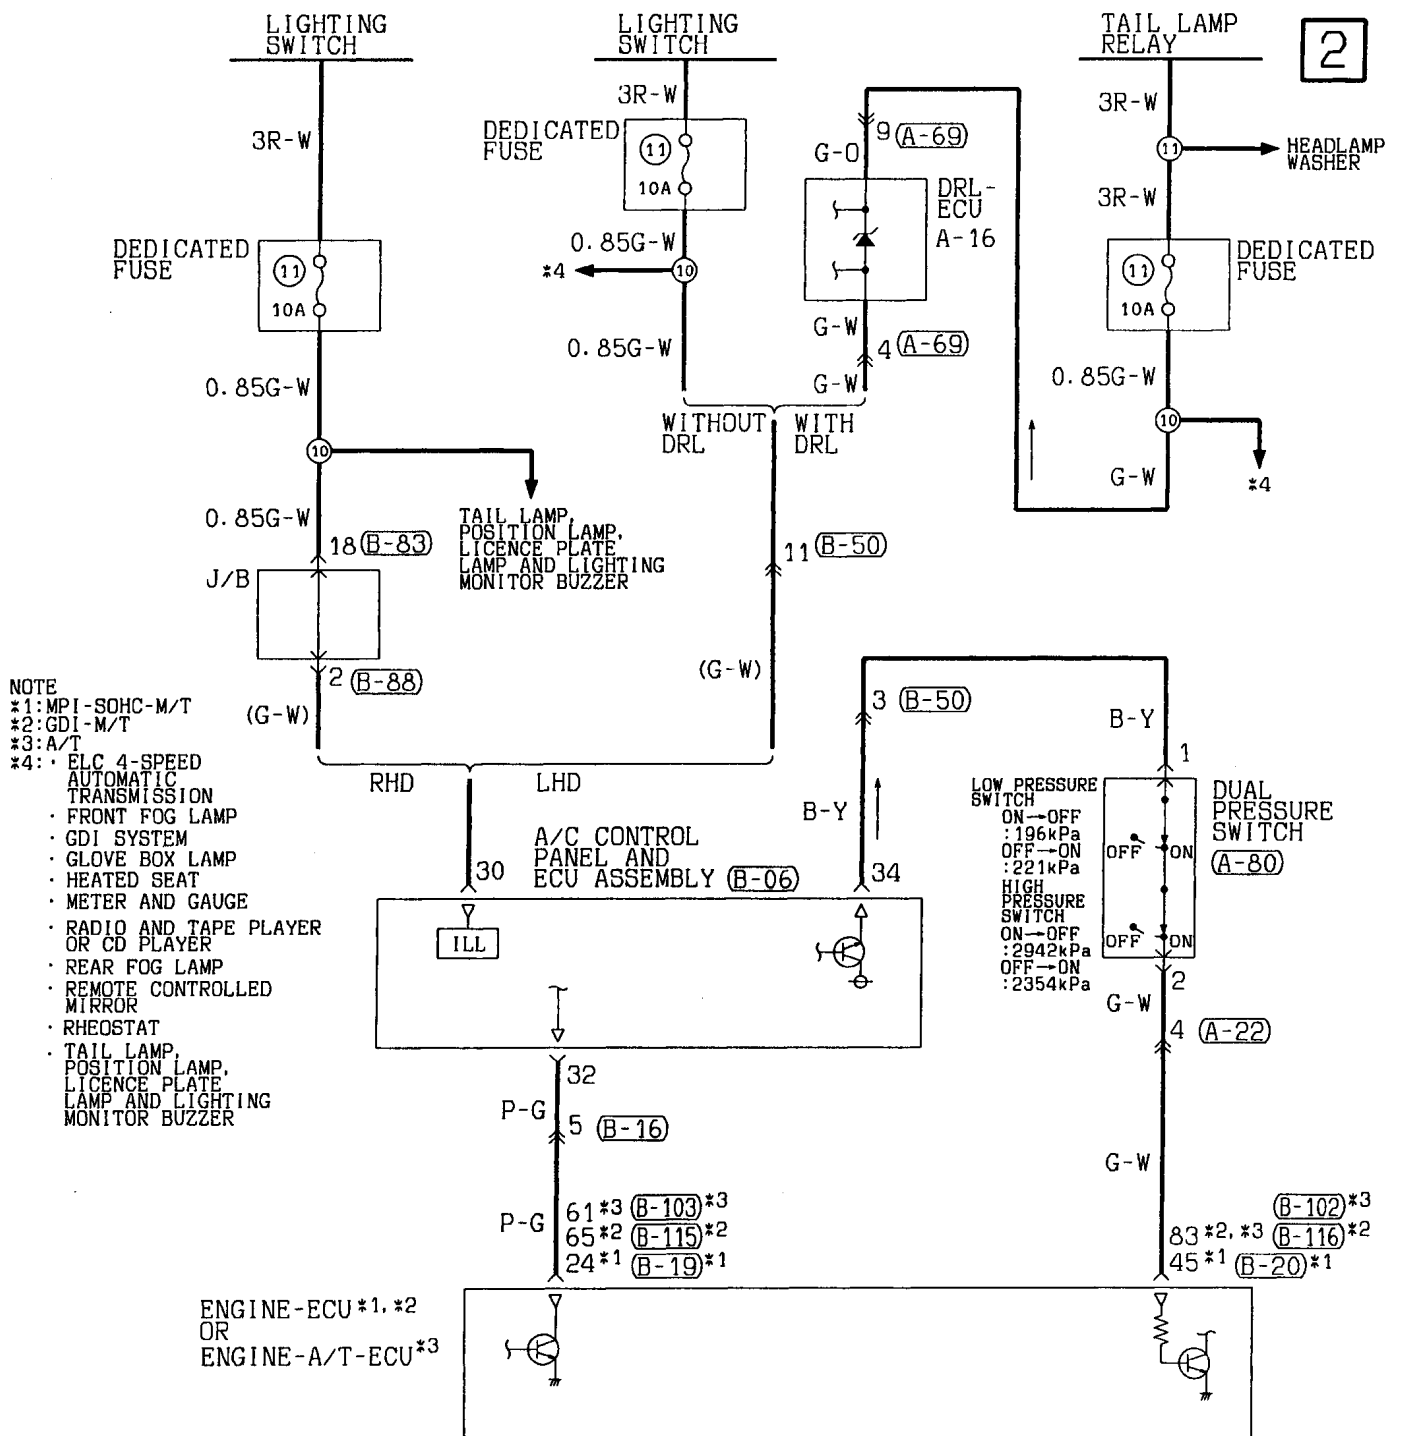 LIGHTING
SWITCH
LIGHTING
SWITCH
TAIL LAMP
RELAY
2
3R-W
3R-W
3R-W
DEDICATED
FUSE
11
10A
9 A-69
G-O
11
HEADLAMP
WASHER
3R-W
DRL-
ECU
A-16
0.85G-W
*4
10
DEDICATED
FUSE
11
10A
DEDICATED
FUSE
11
10A
G-W
4 A-69
G-W
0.85G-W
0.85G-W
0.85G-W
WITHOUT
DRL
WITH
DRL
10
10
G-W
*4
0.85G-W
TAIL LAMP,
POSITION LAMP,
LICENCE PLATE
LAMP AND LIGHTING
MONITOR BUZZER
18 B-83
11 B-50
J/B
2 B-88
(G-W)
(G-W)
RHD
LHD
NOTE
*1:MPI-SOHC-M/T
*2:GDI-M/T
*3:A/T
*4:· ELC 4-SPEED
AUTOMATIC
TRANSMISSION
· FRONT FOG LAMP
· GDI SYSTEM
· GLOVE BOX LAMP
· HEATED SEAT
· METER AND GAUGE
· RADIO AND TAPE PLAYER
OR CD PLAYER
· REAR FOG LAMP
· REMOTE CONTROLLED
MIRROR
· RHEOSTAT
· TAIL LAMP,
POSITION LAMP,
LICENCE PLATE
LAMP AND LIGHTING
MONITOR BUZZER
3 B-50
B-Y
1
B-Y
LOW PRESSURE
SWITCH
ON→OFF
:196kPa
OFF→ON
:221kPa
HIGH
PRESSURE
SWITCH
ON→OFF
:2942kPa
OFF→ON
:2354kPa
OFF ON
OFF ON
DUAL
PRESSURE
SWITCH
A-80
2
G-W
4 A-22
G-W
30
A/C CONTROL
PANEL AND
ECU ASSEMBLY B-06
34
ILL
32
P-G
5 B-16
P-G
61*3 B-103*3
65*2 B-115*2
24*1 B-19*1
B-102*3
83*2,*3 B-116*2
45*1 B-20*1
ENGINE-ECU*1,*2
OR
ENGINE-A/T-ECU*3